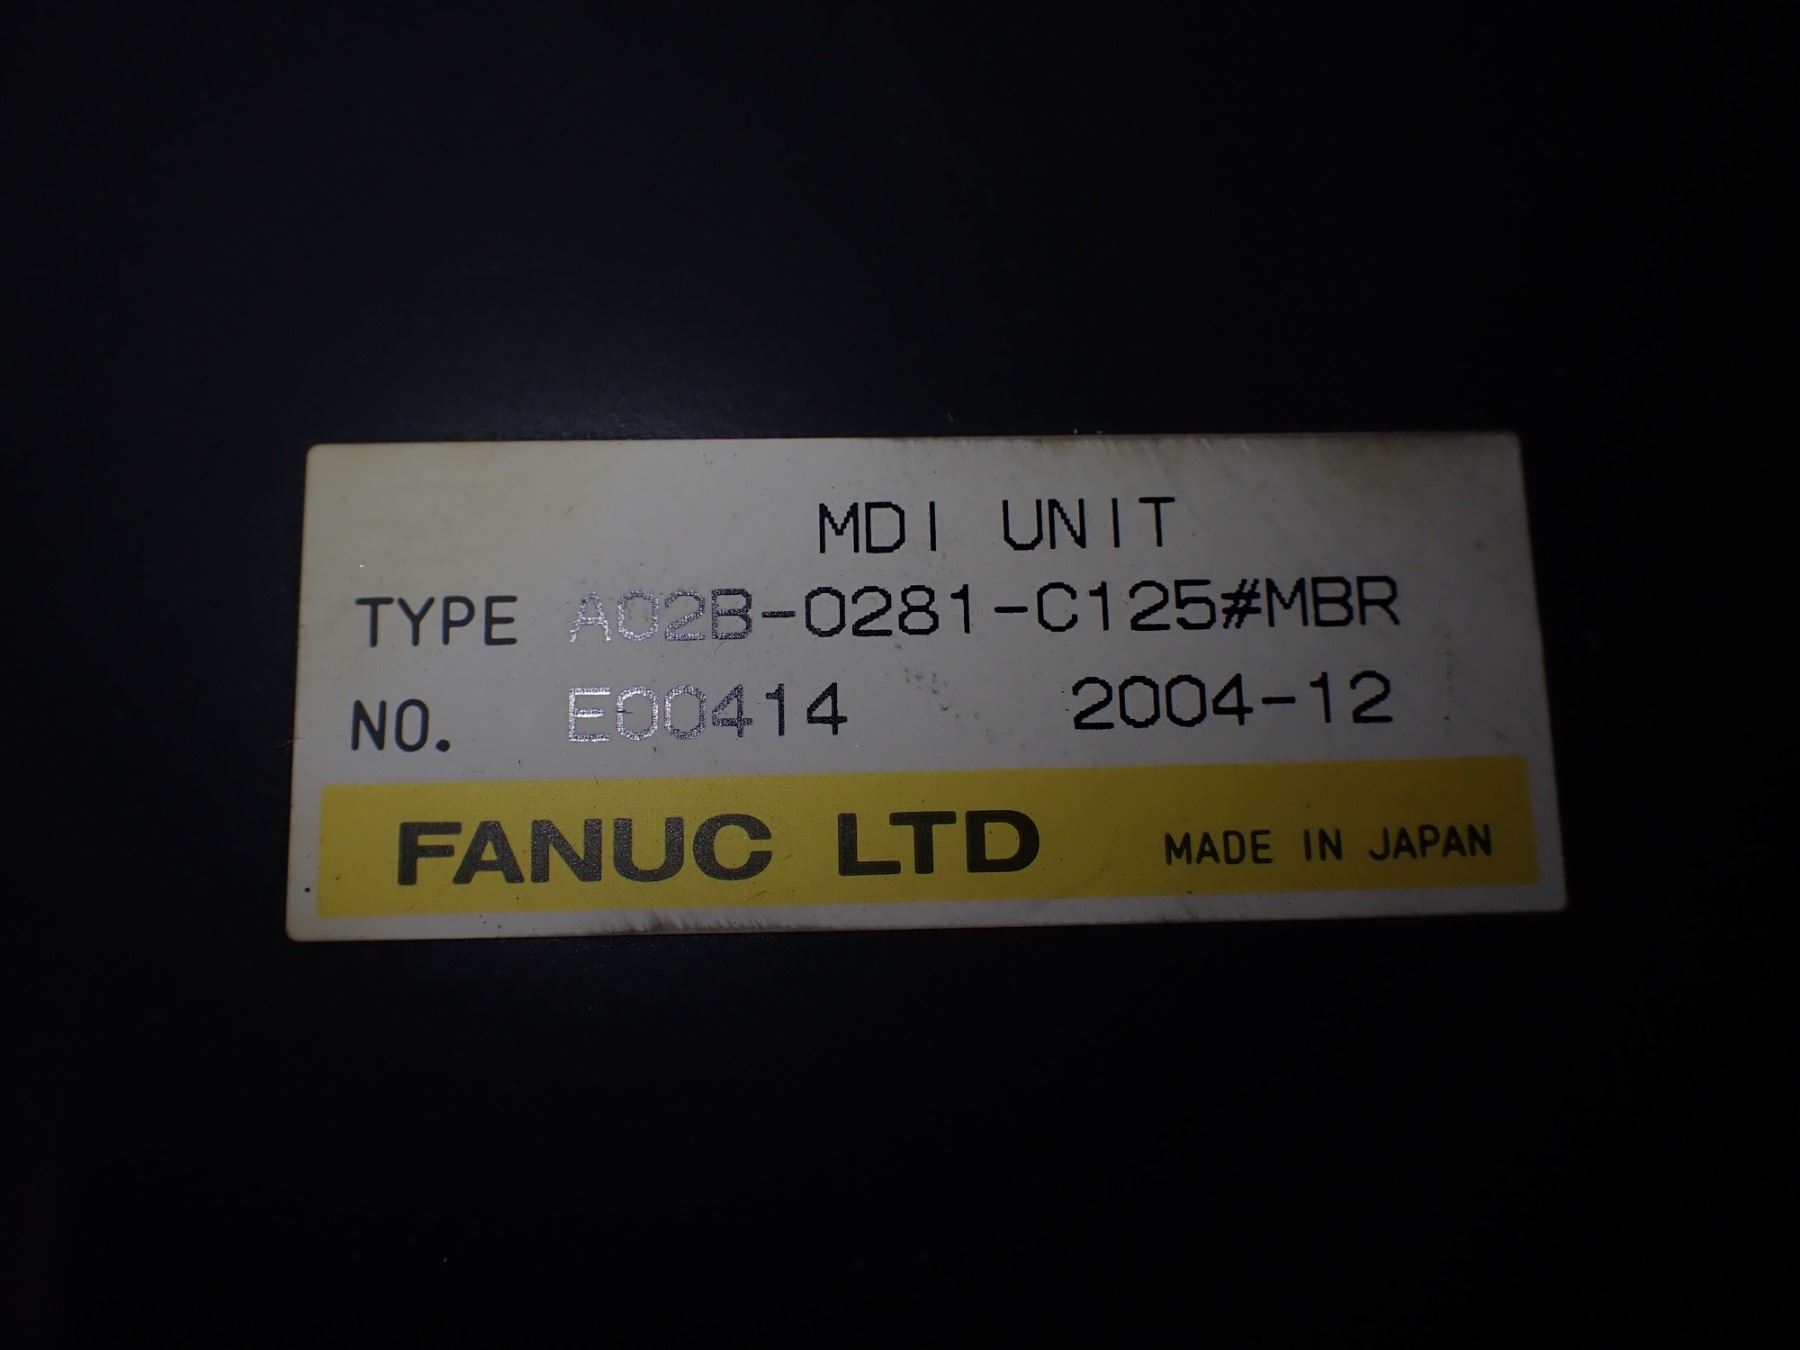 MDI UNIT
TYPE A02B-0281-C125#MBR
NO. E00414 2004-12
FANUC LTD MADE IN JAPAN